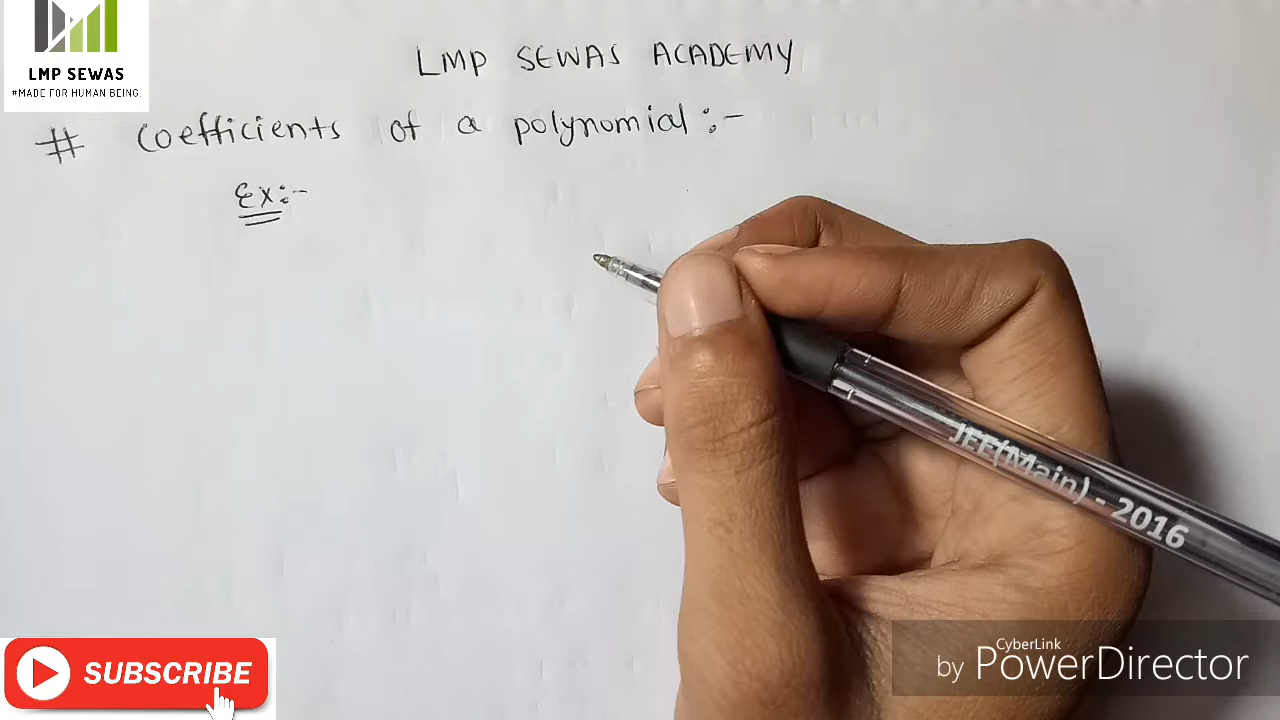 LMP SEWAS
#MADE FOR HUMAN BEING.
LMP SEWAS ACADEMY
# Coefficients of a polynomial :-
Ex:-
JEE(Main) - 2016
SUBSCRIBE
CyberLink
by PowerDirector